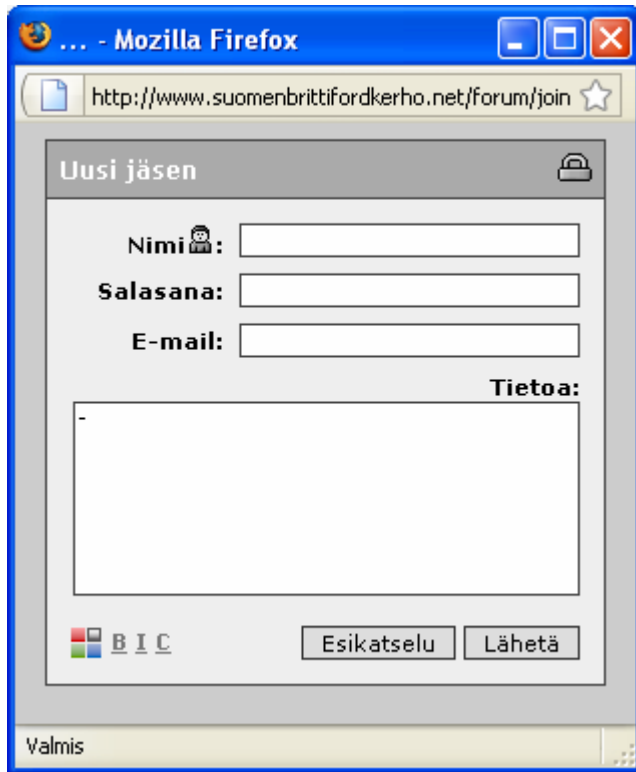 ... - Mozilla Firefox
http://www.suomenbrittifordkerho.net/forum/join
Uusi jäsen
Nimi :
Salasana:
E-mail:
Tietoa:
-
B I C
Esikatselu
Lähetä
Valmis